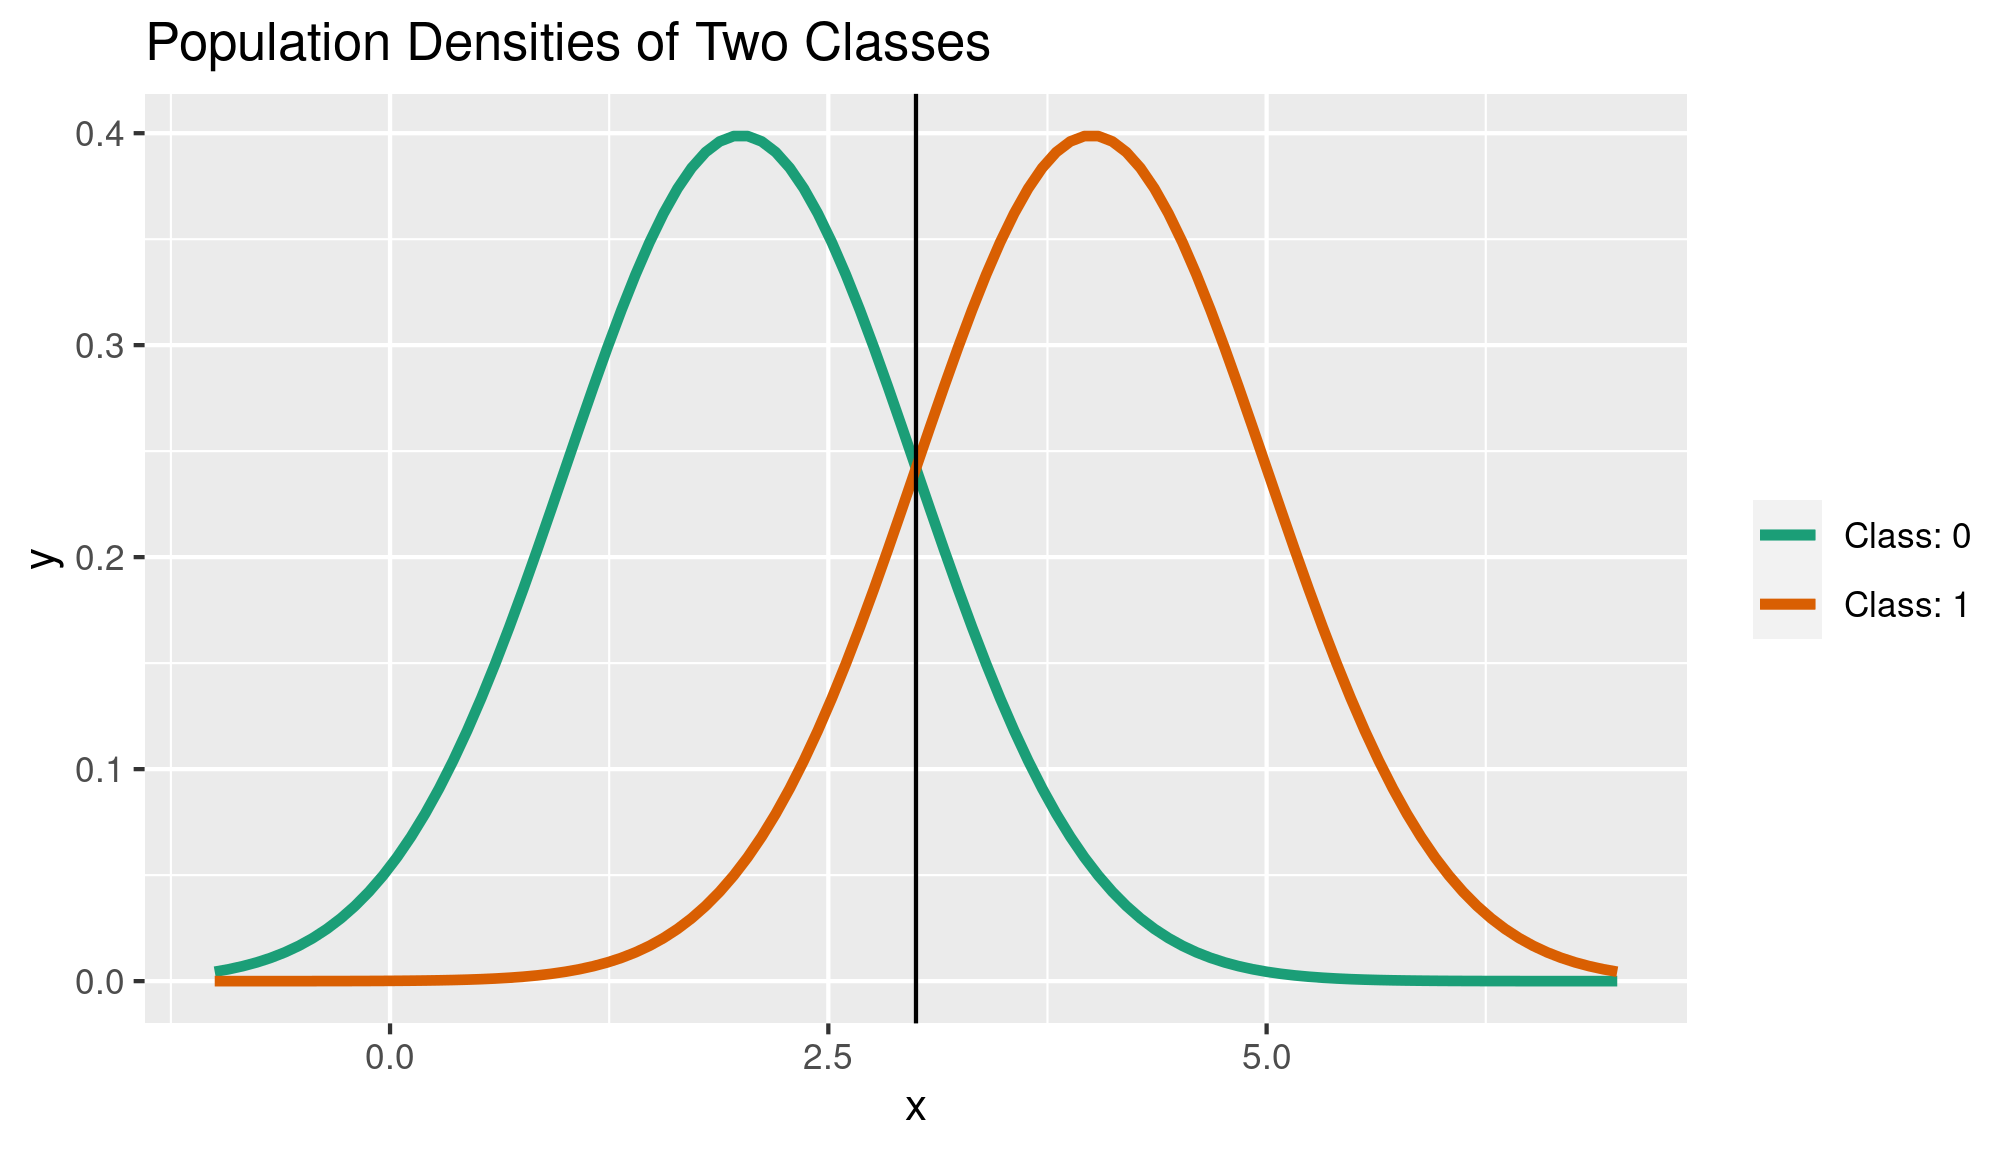 Population Densities of Two Classes
0.4
0.3
0.2
0.1
0.0
y
0.0 2.5 5.0
x
Class: 0
Class: 1